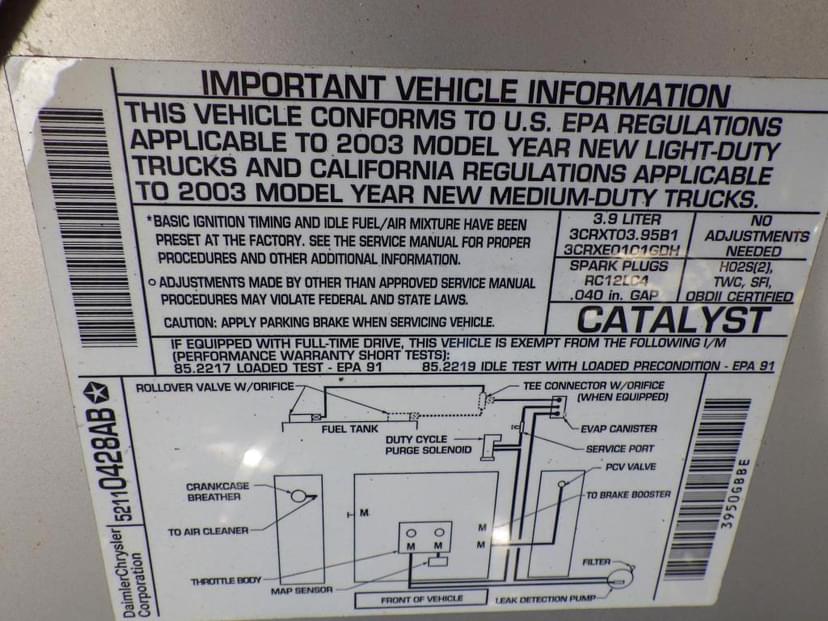 IMPORTANT VEHICLE INFORMATION
THIS VEHICLE CONFORMS TO U.S. EPA REGULATIONS
APPLICABLE TO 2003 MODEL YEAR NEW LIGHT-DUTY
TRUCKS AND CALIFORNIA REGULATIONS APPLICABLE
TO 2003 MODEL YEAR NEW MEDIUM-DUTY TRUCKS.
*BASIC IGNITION TIMING AND IDLE FUEL/AIR MIXTURE HAVE BEEN
PRESET AT THE FACTORY. SEE THE SERVICE MANUAL FOR PROPER
PROCEDURES AND OTHER ADDITIONAL INFORMATION.
○ ADJUSTMENTS MADE BY OTHER THAN APPROVED SERVICE MANUAL
PROCEDURES MAY VIOLATE FEDERAL AND STATE LAWS.
CAUTION: APPLY PARKING BRAKE WHEN SERVICING VEHICLE.
3.9 LITER
3CRXT03.95B1
3CRXE0101GDH
NO
ADJUSTMENTS
NEEDED
SPARK PLUGS
RC12LC4
.040 in. GAP
HO2S(2),
TWC, SFI,
OBDII CERTIFIED
CATALYST
IF EQUIPPED WITH FULL-TIME DRIVE, THIS VEHICLE IS EXEMPT FROM THE FOLLOWING I/M
(PERFORMANCE WARRANTY SHORT TESTS):
85.2217 LOADED TEST - EPA 91 85.2219 IDLE TEST WITH LOADED PRECONDITION - EPA 91
ROLLOVER VALVE W/ORIFICE
TEE CONNECTOR W/ORIFICE
(WHEN EQUIPPED)
FUEL TANK
EVAP CANISTER
DUTY CYCLE
PURGE SOLENOID
SERVICE PORT
PCV VALVE
CRANKCASE
BREATHER
TO BRAKE BOOSTER
M
M
TO AIR CLEANER
M
M M
THROTTLE BODY
MAP SENSOR
FILTER
FRONT OF VEHICLE
LEAK DETECTION PUMP
DaimlerChrysler
Corporation
52110428AB
3950GBBE